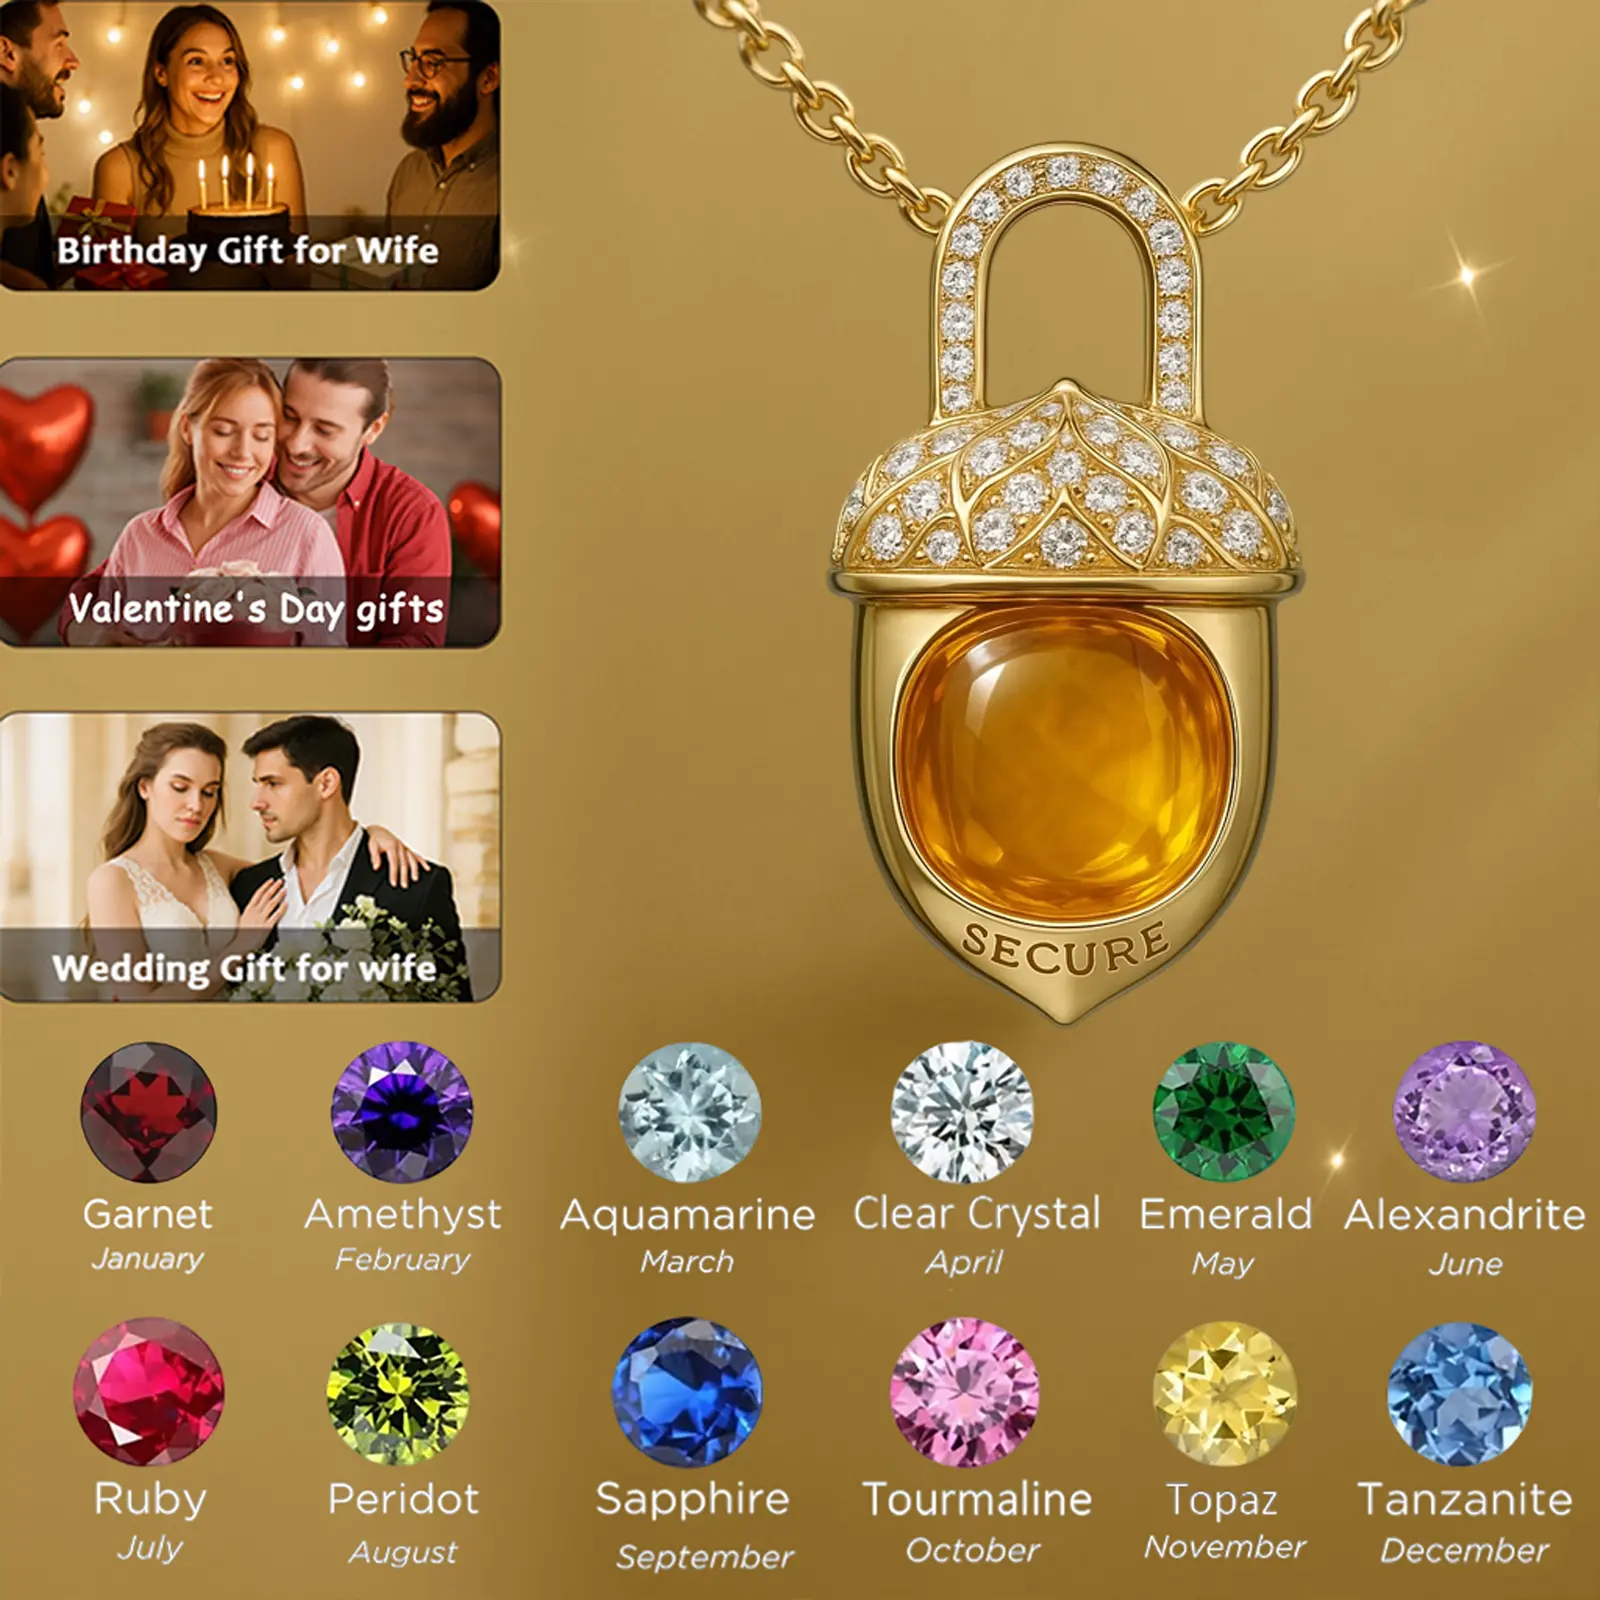 Birthday Gift for Wife
Valentine's Day gifts
Wedding Gift for wife
SECURE
Garnet
January
Amethyst
February
Aquamarine
March
Clear Crystal
April
Emerald
May
Alexandrite
June
Ruby
July
Peridot
August
Sapphire
September
Tourmaline
October
Topaz
November
Tanzanite
December